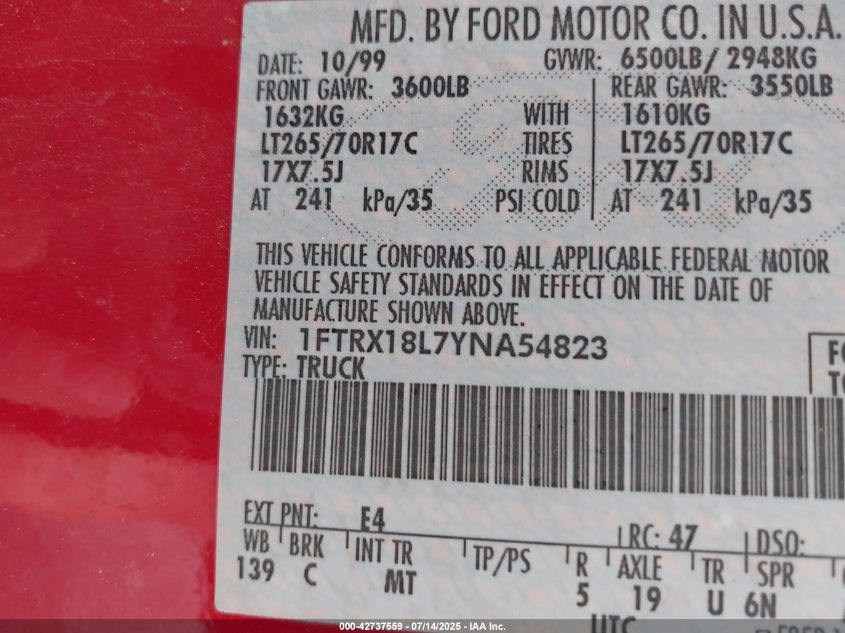 MFD. BY FORD MOTOR CO. IN U.S.A.
DATE: 10/99 GVWR: 6500LB/ 2948KG
FRONT GAWR: 3600LB REAR GAWR: 3550LB
1632KG WITH 1610KG
LT265/70R17C TIRES LT265/70R17C
17X7.5J RIMS 17X7.5J
AT 241 kPa/35 PSI COLD AT 241 kPa/35
THIS VEHICLE CONFORMS TO ALL APPLICABLE FEDERAL MOTOR
VEHICLE SAFETY STANDARDS IN EFFECT ON THE DATE OF
MANUFACTURE SHOWN ABOVE.
VIN: 1FTRX18L7YNA54823
TYPE: TRUCK
EXT PNT: E4 RC: 47 DSO:
WB BRK INT TR TP/PS R AXLE TR SPR
139 C MT 5 19 U 6N
UTC
000-42737559 - 07/14/2025 - IAA Inc.